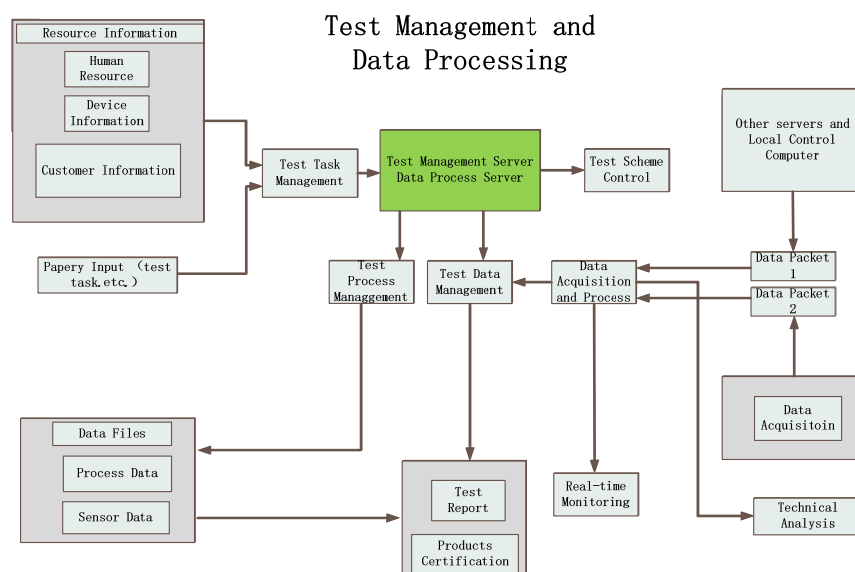 Test Management and
Data Processing
Resource Information
Human
Resource
Device
Information
Customer Information
Papery Input （test
task.etc.）
Test Task
Management
Test Management Server
Data Process Server
Test Scheme
Control
Other servers and
Local Control
Computer
Test
Process
Managgement
Test Data
Management
Data
Acquisition
and Process
Data Packet
1
Data Packet
2
Data
Acquisitoin
Data Files
Process Data
Sensor Data
Test
Report
Products
Certification
Real-time
Monitoring
Technical
Analysis